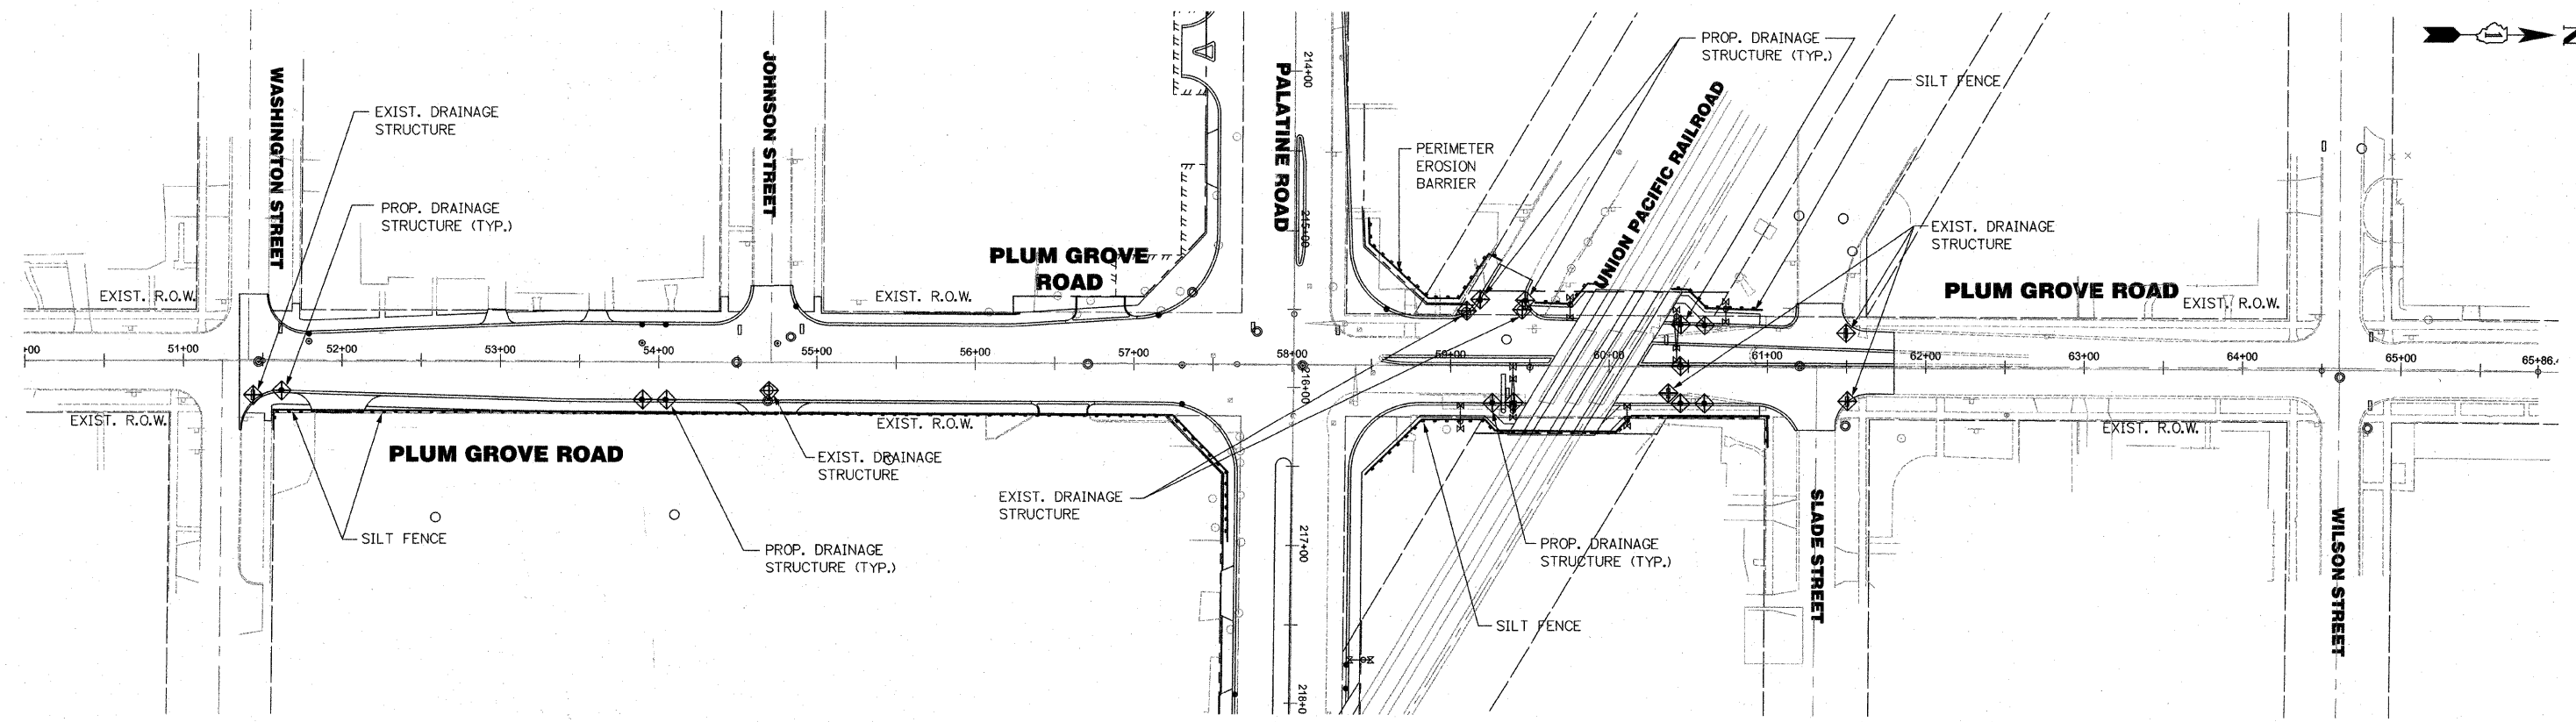 WASHINGTON STREET
EXIST. DRAINAGE
STRUCTURE
PROP. DRAINAGE
STRUCTURE (TYP.)
EXIST. R.O.W.
JOHNSON STREET
EXIST. R.O.W.
PLUM GROVE
ROAD
PALATINE ROAD
214+00
215+00
216+00
217+00
218+0
PERIMETER
EROSION
BARRIER
UNION PACIFIC RAILROAD
PROP. DRAINAGE
STRUCTURE (TYP.)
SILT FENCE
EXIST. DRAINAGE
STRUCTURE
PLUM GROVE ROAD
EXIST. R.O.W.
N
+00
51+00
52+00
53+00
54+00
55+00
56+00
57+00
58+00
59+00
60+00
61+00
62+00
63+00
64+00
65+00
65+86.
EXIST. R.O.W.
PLUM GROVE ROAD
SILT FENCE
EXIST. R.O.W.
EXIST. DRAINAGE
STRUCTURE
PROP. DRAINAGE
STRUCTURE (TYP.)
EXIST. DRAINAGE
STRUCTURE
PROP. DRAINAGE
STRUCTURE (TYP.)
SILT FENCE
SLADE STREET
EXIST. R.O.W.
WILSON STREET